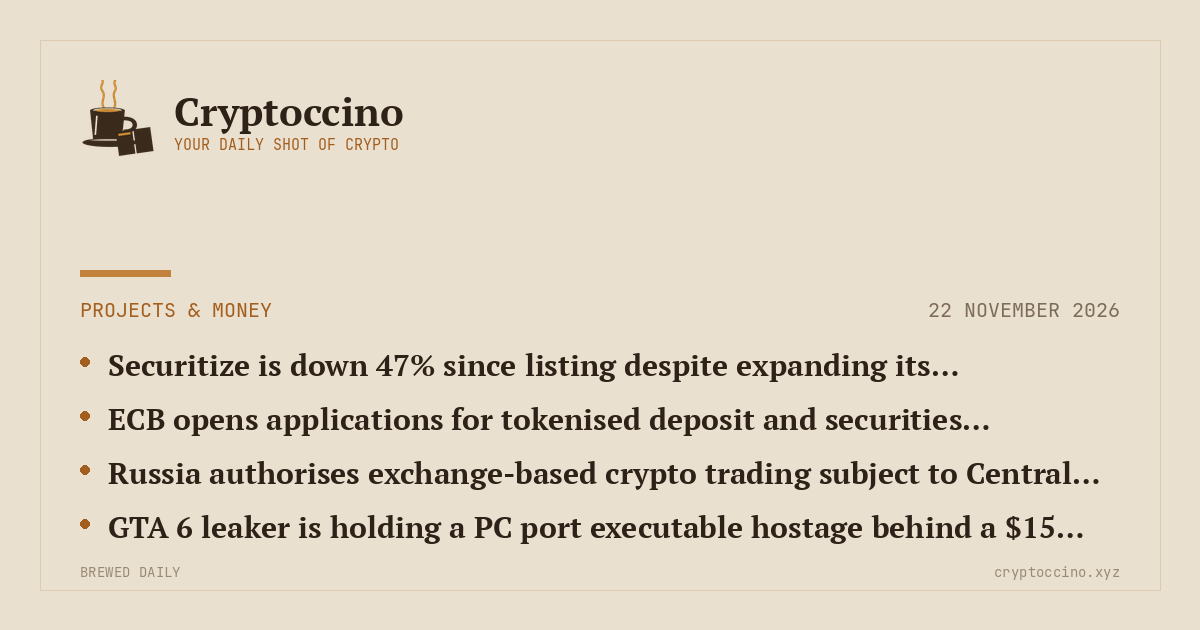 Cryptoccino
YOUR DAILY SHOT OF CRYPTO
PROJECTS & MONEY
22 NOVEMBER 2026
Securitize is down 47% since listing despite expanding its…
ECB opens applications for tokenised deposit and securities…
Russia authorises exchange-based crypto trading subject to Central…
GTA 6 leaker is holding a PC port executable hostage behind a $15…
BREWED DAILY
cryptoccino.xyz